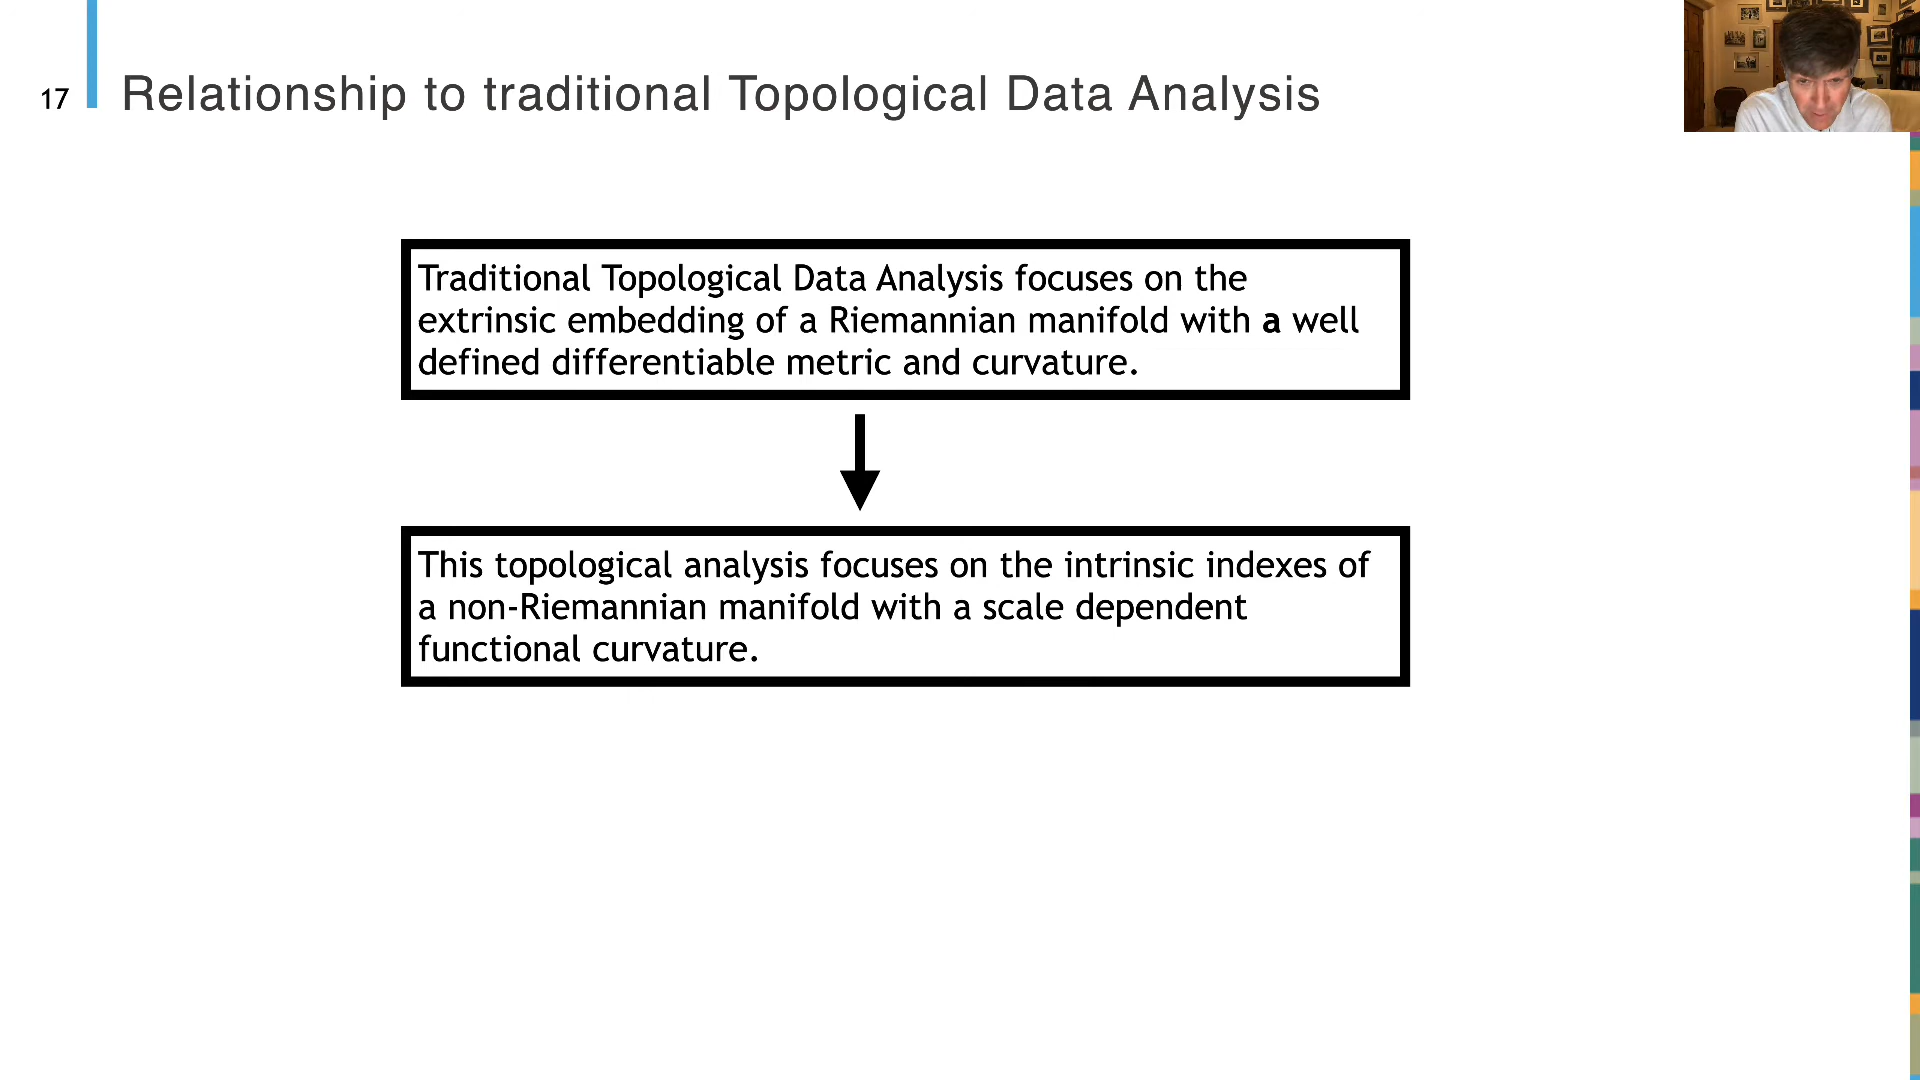 17
Relationship to traditional Topological Data Analysis
Traditional Topological Data Analysis focuses on the
extrinsic embedding of a Riemannian manifold with a well
defined differentiable metric and curvature.
This topological analysis focuses on the intrinsic indexes of
a non-Riemannian manifold with a scale dependent
functional curvature.